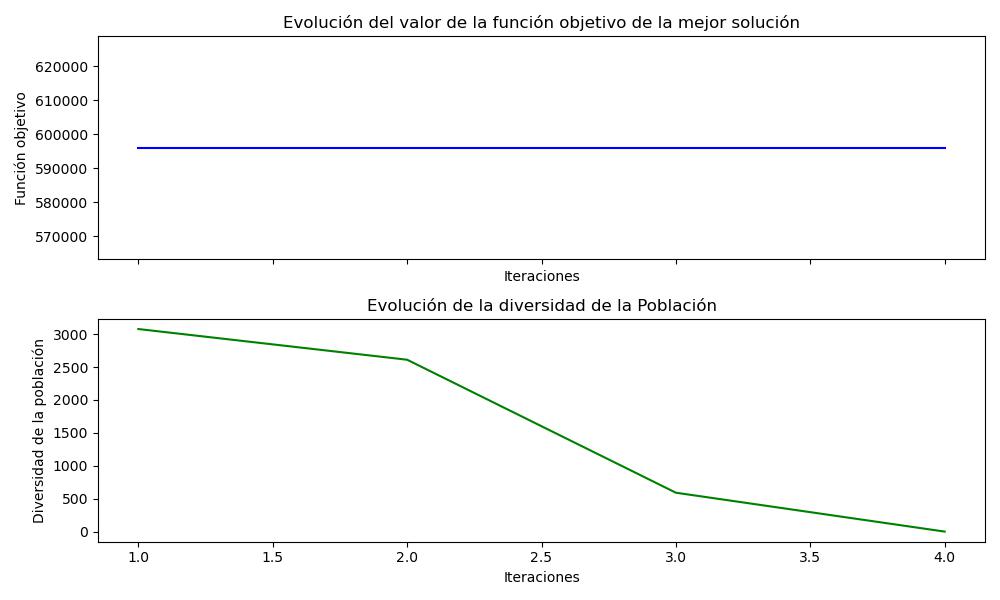 Evolución del valor de la función objetivo de la mejor solución
Función objetivo
620000
610000
600000
590000
580000
570000
Iteraciones
Evolución de la diversidad de la Población
Diversidad de la población
3000
2500
2000
1500
1000
500
0
1.0 1.5 2.0 2.5 3.0 3.5 4.0
Iteraciones